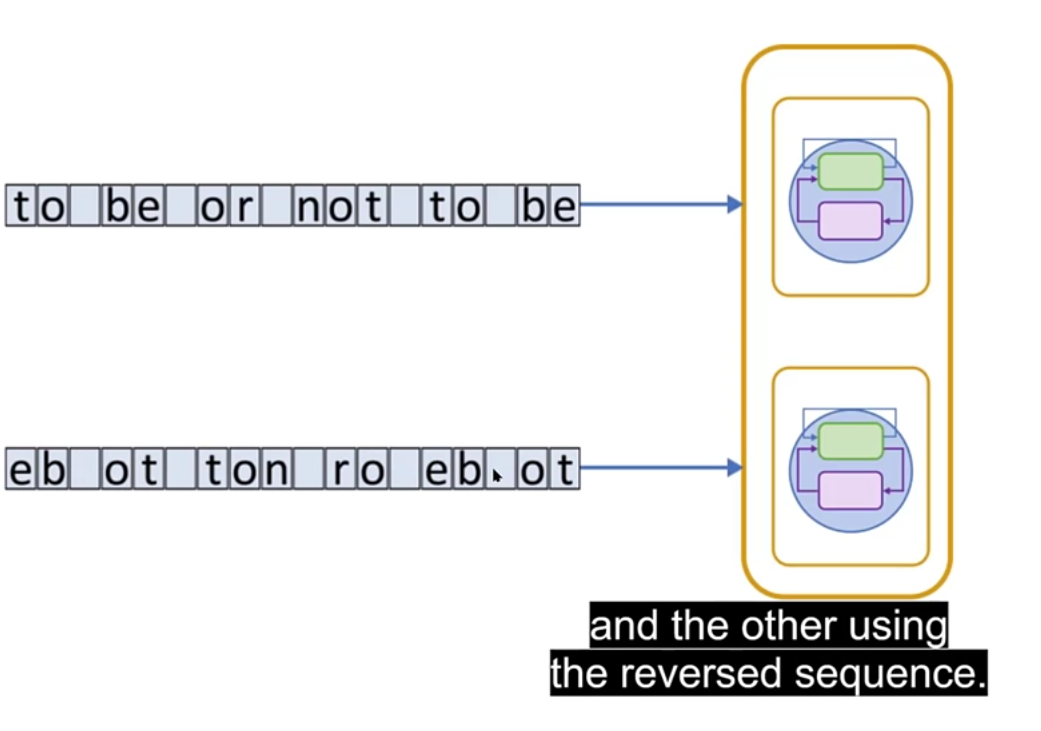 to be or not to be
eb ot ton ro eb ot
and the other using
the reversed sequence.